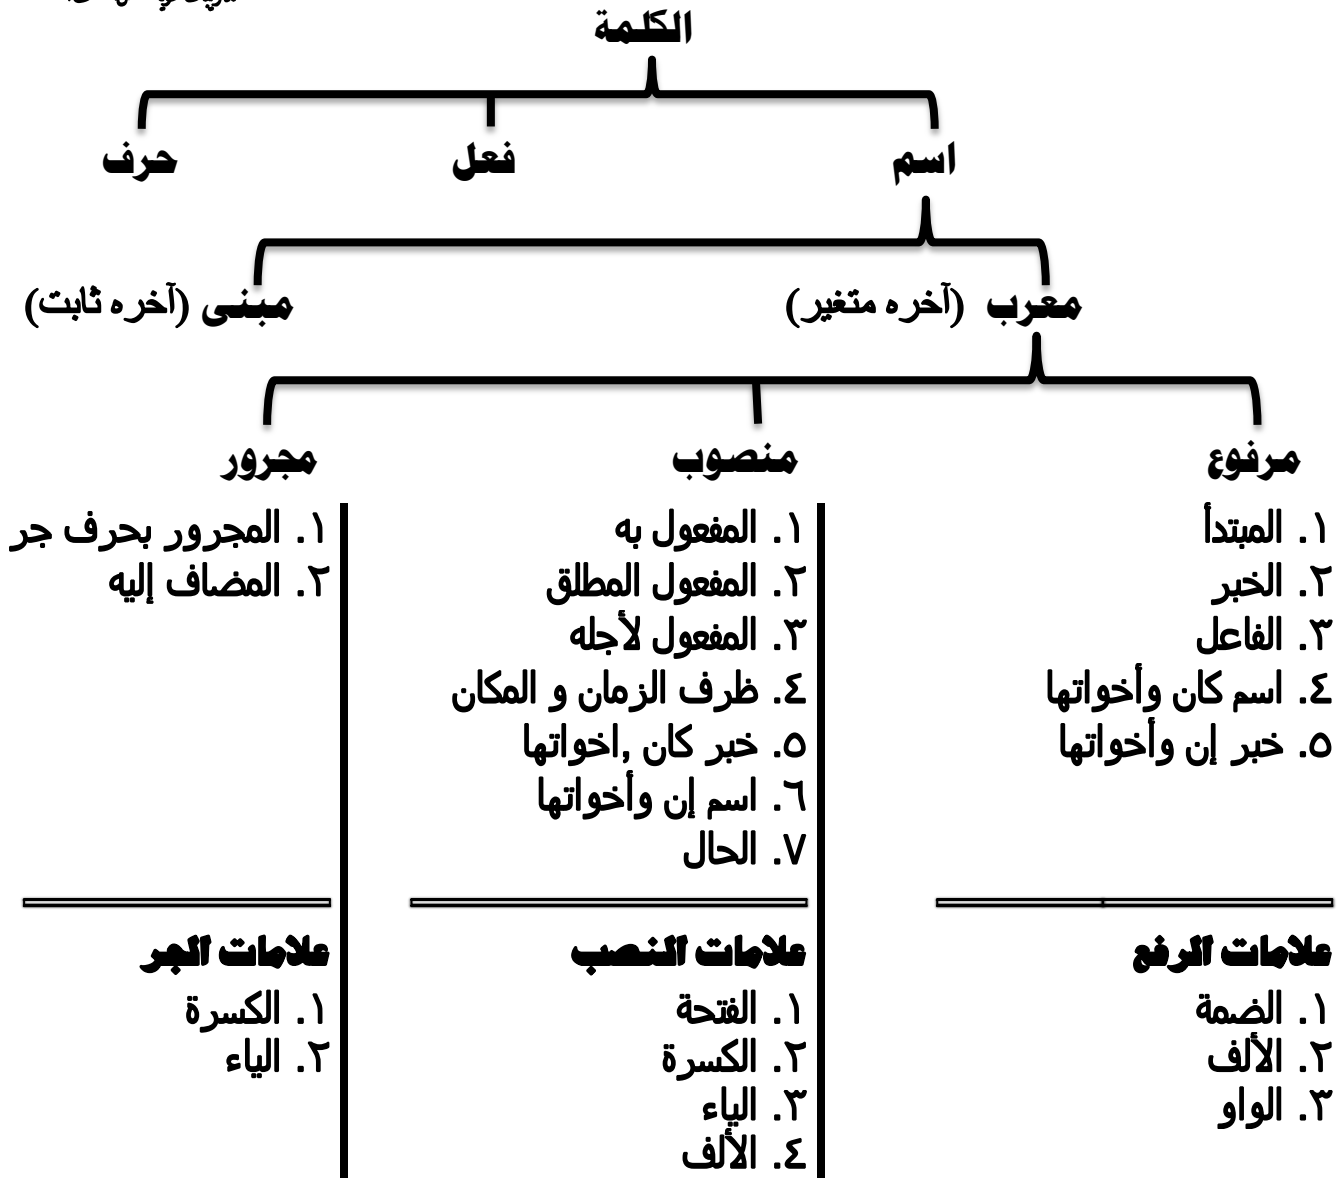 الكلمة
اسم
فعل
حرف
معرب (آخره متغير)
مبنى (آخره ثابت)
مرفوع
١. المبتدأ
٢. الخبر
٣. الفاعل
٤. اسم كان وأخواتها
٥. خبر إن وأخواتها
علامات الرفع
١. الضمة
٢. الألف
٣. الواو
منصوب
١. المفعول به
٢. المفعول المطلق
٣. المفعول لأجله
٤. ظرف الزمان و المكان
٥. خبر كان ,اخواتها
٦. اسم إن وأخواتها
٧. الحال
علامات النصب
١. الفتحة
٢. الكسرة
٣. الياء
٤. الألف
مجرور
١. المجرور بحرف جر
٢. المضاف إليه
علامات الجر
١. الكسرة
٢. الياء